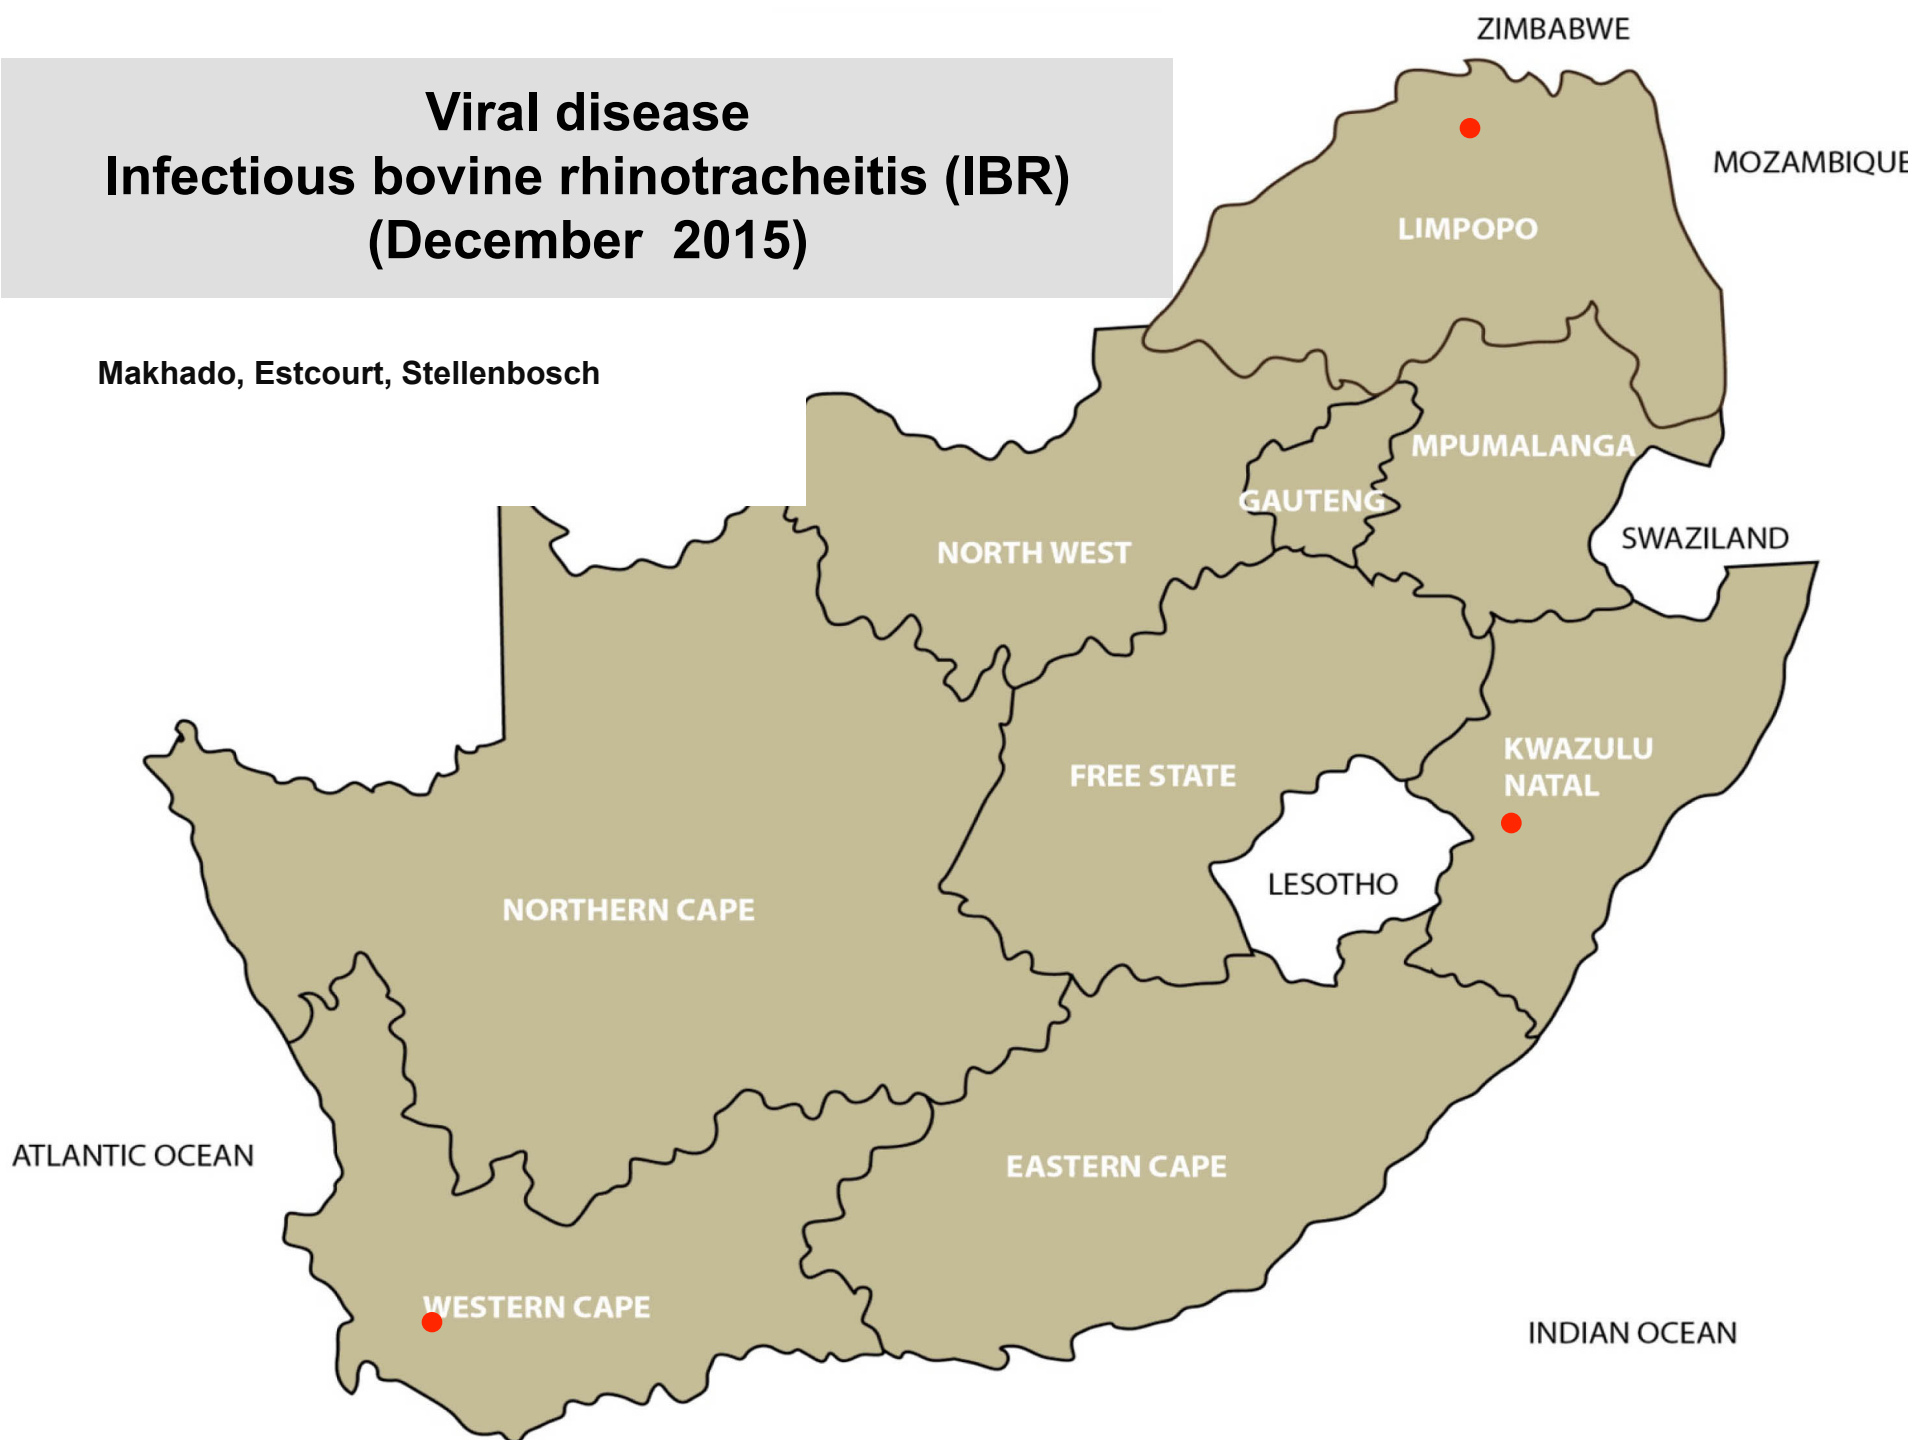 Viral disease
Infectious bovine rhinotracheitis (IBR)
(December 2015)
Makhado, Estcourt, Stellenbosch
ZIMBABWE
MOZAMBIQUE
LIMPOPO
MPUMALANGA
GAUTENG
SWAZILAND
NORTH WEST
KWAZULU
NATAL
FREE STATE
LESOTHO
NORTHERN CAPE
ATLANTIC OCEAN
EASTERN CAPE
WESTERN CAPE
INDIAN OCEAN